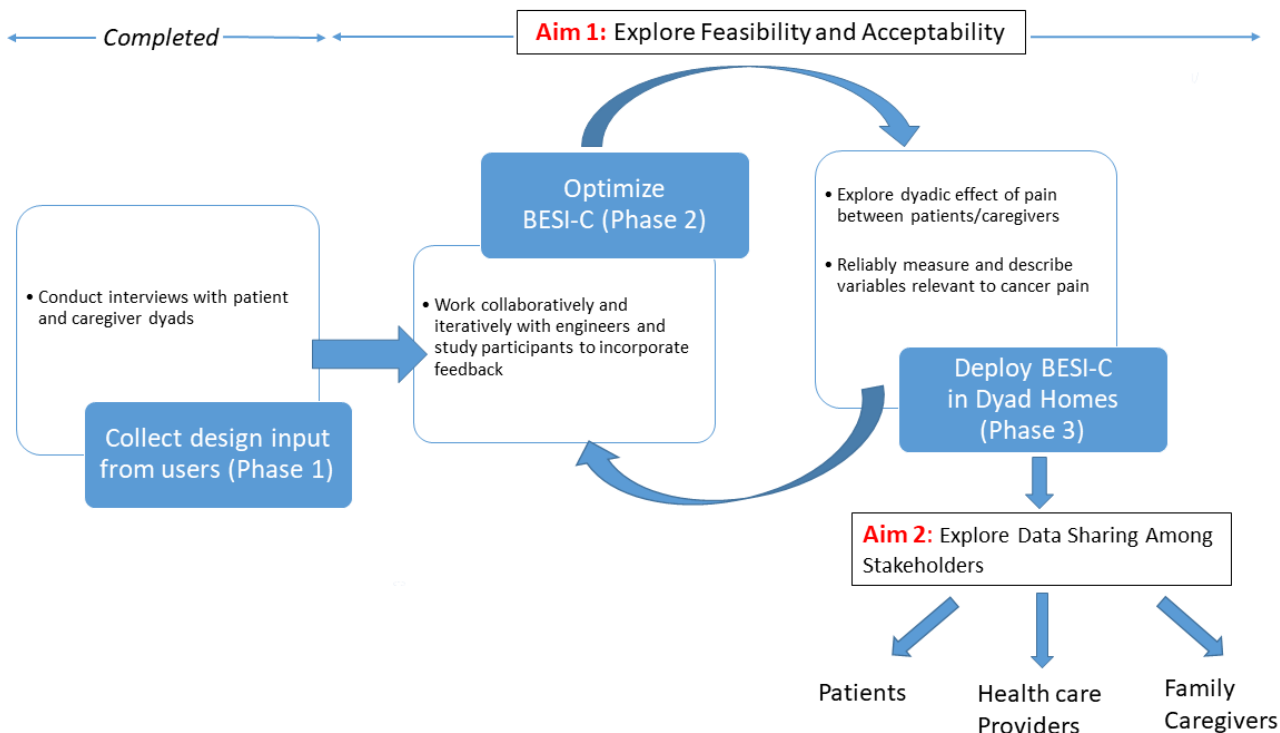 Completed
Aim 1: Explore Feasibility and Acceptability
• Conduct interviews with patient
and caregiver dyads
Collect design input
from users (Phase 1)
Optimize
BESI-C (Phase 2)
• Work collaboratively and
iteratively with engineers and
study participants to incorporate
feedback
• Explore dyadic effect of pain
between patients/caregivers
• Reliably measure and describe
variables relevant to cancer pain
Deploy BESI-C
in Dyad Homes
(Phase 3)
Aim 2: Explore Data Sharing Among
Stakeholders
Patients
Health care
Providers
Family
Caregivers